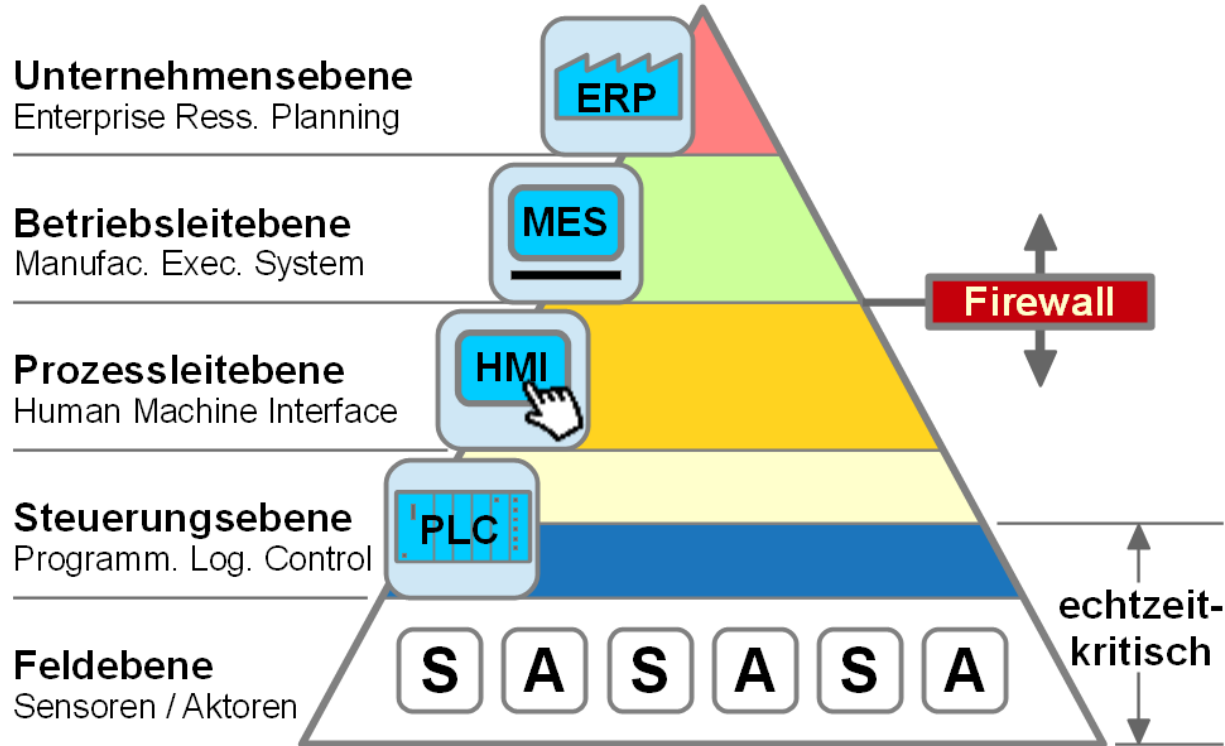 Unternehmensebene
Enterprise Ress. Planning
ERP
Betriebsleitebene
Manufac. Exec. System
MES
Firewall
Prozessleitebene
Human Machine Interface
HMI
Steuerungsebene
Programm. Log. Control
PLC
echtzeit-
kritisch
Feldebene
Sensoren / Aktoren
S A S A S A